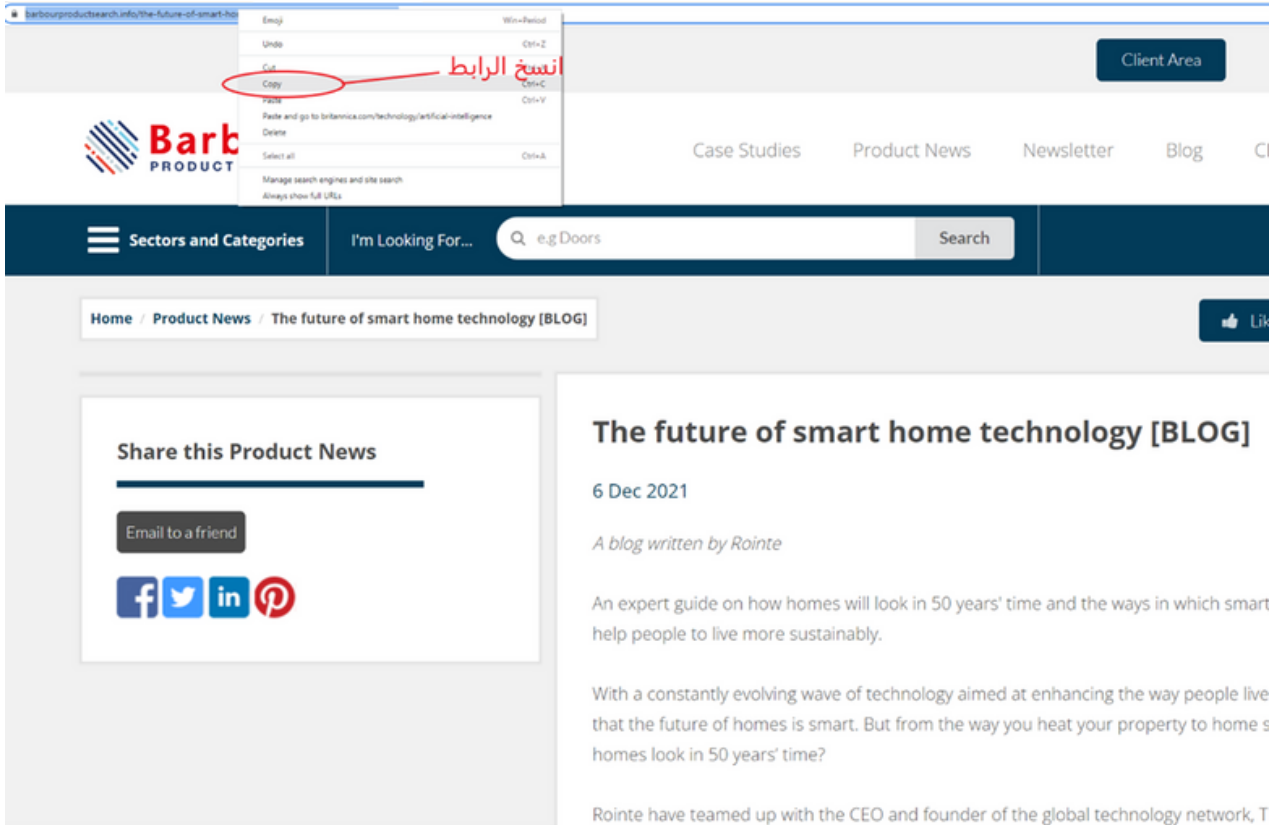 barbourproductsearch.info/the-future-of-smart-ho
Emoji Win+Period
Undo Ctrl+Z
Cut
انسخ الرابط
Copy Ctrl+C
Paste Ctrl+V
Paste and go to britannica.com/technology/artificial-intelligence
Delete
Select all Ctrl+A
Manage search engines and site search
Always show full URLs
Client Area
Barb
PRODUCT
Case Studies Product News Newsletter Blog
Sectors and Categories I'm Looking For... e.g Doors Search
Home / Product News / The future of smart home technology [BLOG]
Lik
Share this Product News
Email to a friend
f in
The future of smart home technology [BLOG]
6 Dec 2021
A blog written by Rointe
An expert guide on how homes will look in 50 years' time and the ways in which smart
help people to live more sustainably.
With a constantly evolving wave of technology aimed at enhancing the way people live
that the future of homes is smart. But from the way you heat your property to home s
homes look in 50 years' time?
Rointe have teamed up with the CEO and founder of the global technology network, T